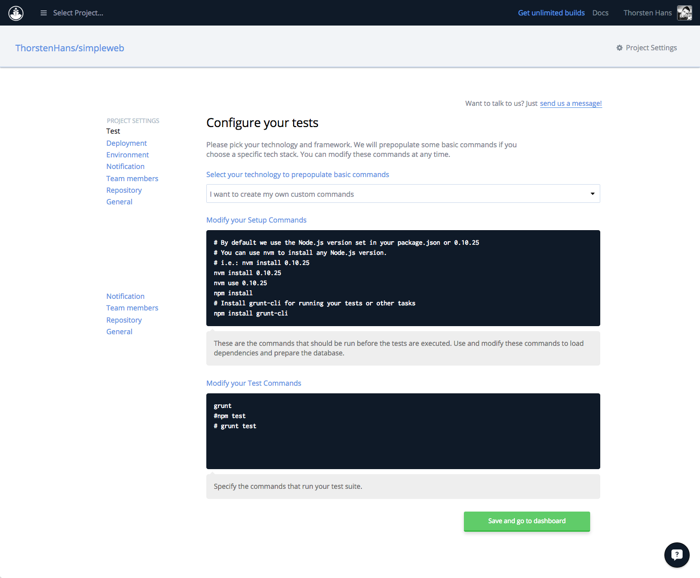 Select Project...
Get unlimited builds
Docs
Thorsten Hans
ThorstenHans/simpleweb
Project Settings
Want to talk to us? Just send us a message!
PROJECT SETTINGS
Test
Deployment
Environment
Notification
Team members
Repository
General
Notification
Team members
Repository
General
Configure your tests
Please pick your technology and framework. We will prepopulate some basic commands if you
choose a specific tech stack. You can modify these commands at any time.
Select your technology to prepopulate basic commands
I want to create my own custom commands
Modify your Setup Commands
# By default we use the Node.js version set in your package.json or 0.10.25
# You can use nvm to install any Node.js version.
# i.e.: nvm install 0.10.25
nvm install 0.10.25
nvm use 0.10.25
npm install
# Install grunt-cli for running your tests or other tasks
npm install grunt-cli
These are the commands that should be run before the tests are executed. Use and modify these commands to load
dependencies and prepare the database.
Modify your Test Commands
grunt
#npm test
# grunt test
Specify the commands that run your test suite.
Save and go to dashboard
?